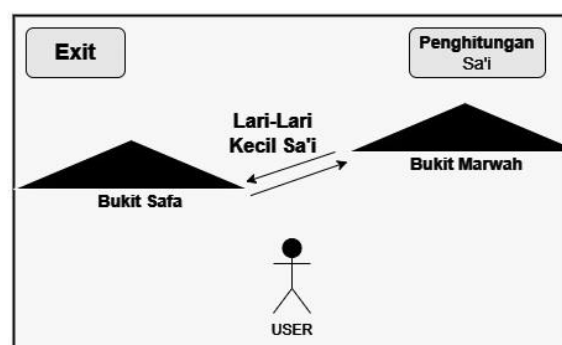 Exit
Penghitungan
Sa'i
Lari-Lari
Kecil Sa'i
Bukit Marwah
Bukit Safa
USER